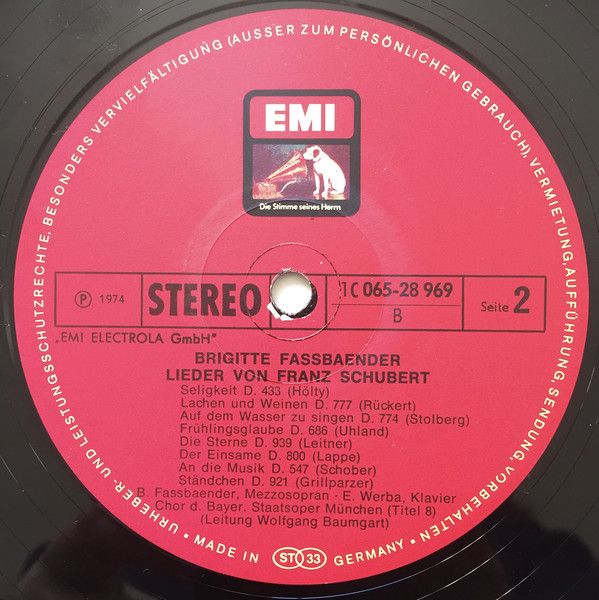 URHEBER- UND LEISTUNGSSCHUTZRECHTE, BESONDERS VERVIELFÄLTIGUNG (AUSSER ZUM PERSÖNLICHEN GEBRAUCH), VERMIETUNG, AUFFÜHRUNG, SENDUNG, VORBEHALTEN
EMI
Die Stimme seines Herrn
℗ 1974
STEREO
1C 065-28 969
B
Seite 2
„EMI ELECTROLA GmbH"
BRIGITTE FASSBAENDER
LIEDER VON FRANZ SCHUBERT
Seligkeit D. 433 (Hölty)
Lachen und Weinen D. 777 (Rückert)
Auf dem Wasser zu singen D. 774 (Stolberg)
Frühlingsglaube D. 686 (Uhland)
Die Sterne D. 939 (Leitner)
Der Einsame D. 800 (Lappe)
An die Musik D. 547 (Schober)
Ständchen D. 921 (Grillparzer)
B. Fassbaender, Mezzosopran · E. Werba, Klavier
Chor d. Bayer. Staatsoper München (Titel 8)
(Leitung Wolfgang Baumgart)
• MADE IN ST 33 GERMANY •